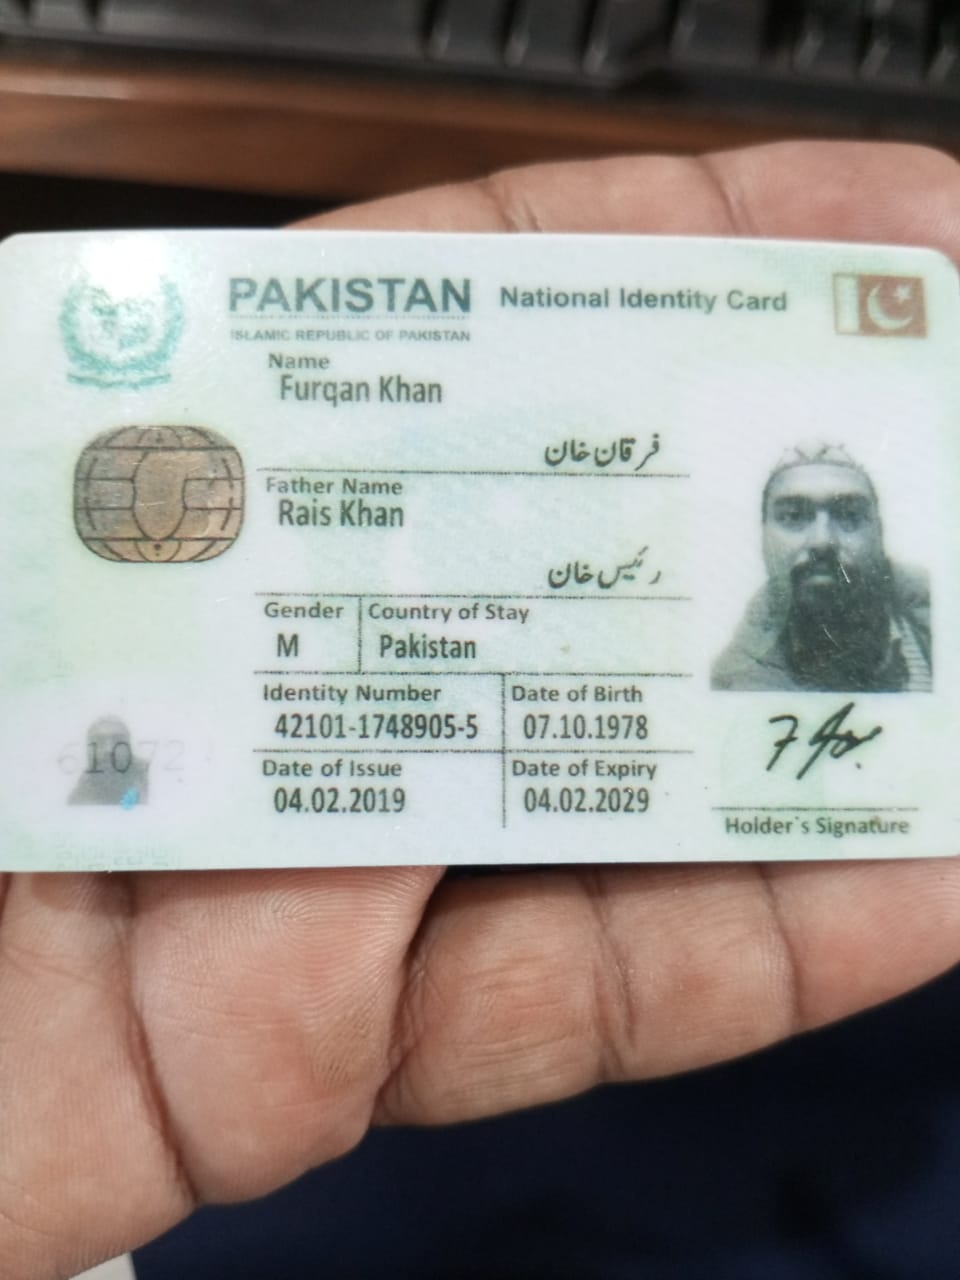 PAKISTAN National Identity Card
ISLAMIC REPUBLIC OF PAKISTAN
Name
Furqan Khan
فرقان خان
Father Name
Rais Khan
رئیس خان
Gender Country of Stay
M Pakistan
Identity Number Date of Birth
42101-1748905-5 07.10.1978
Date of Issue Date of Expiry
04.02.2019 04.02.2029
Holder's Signature